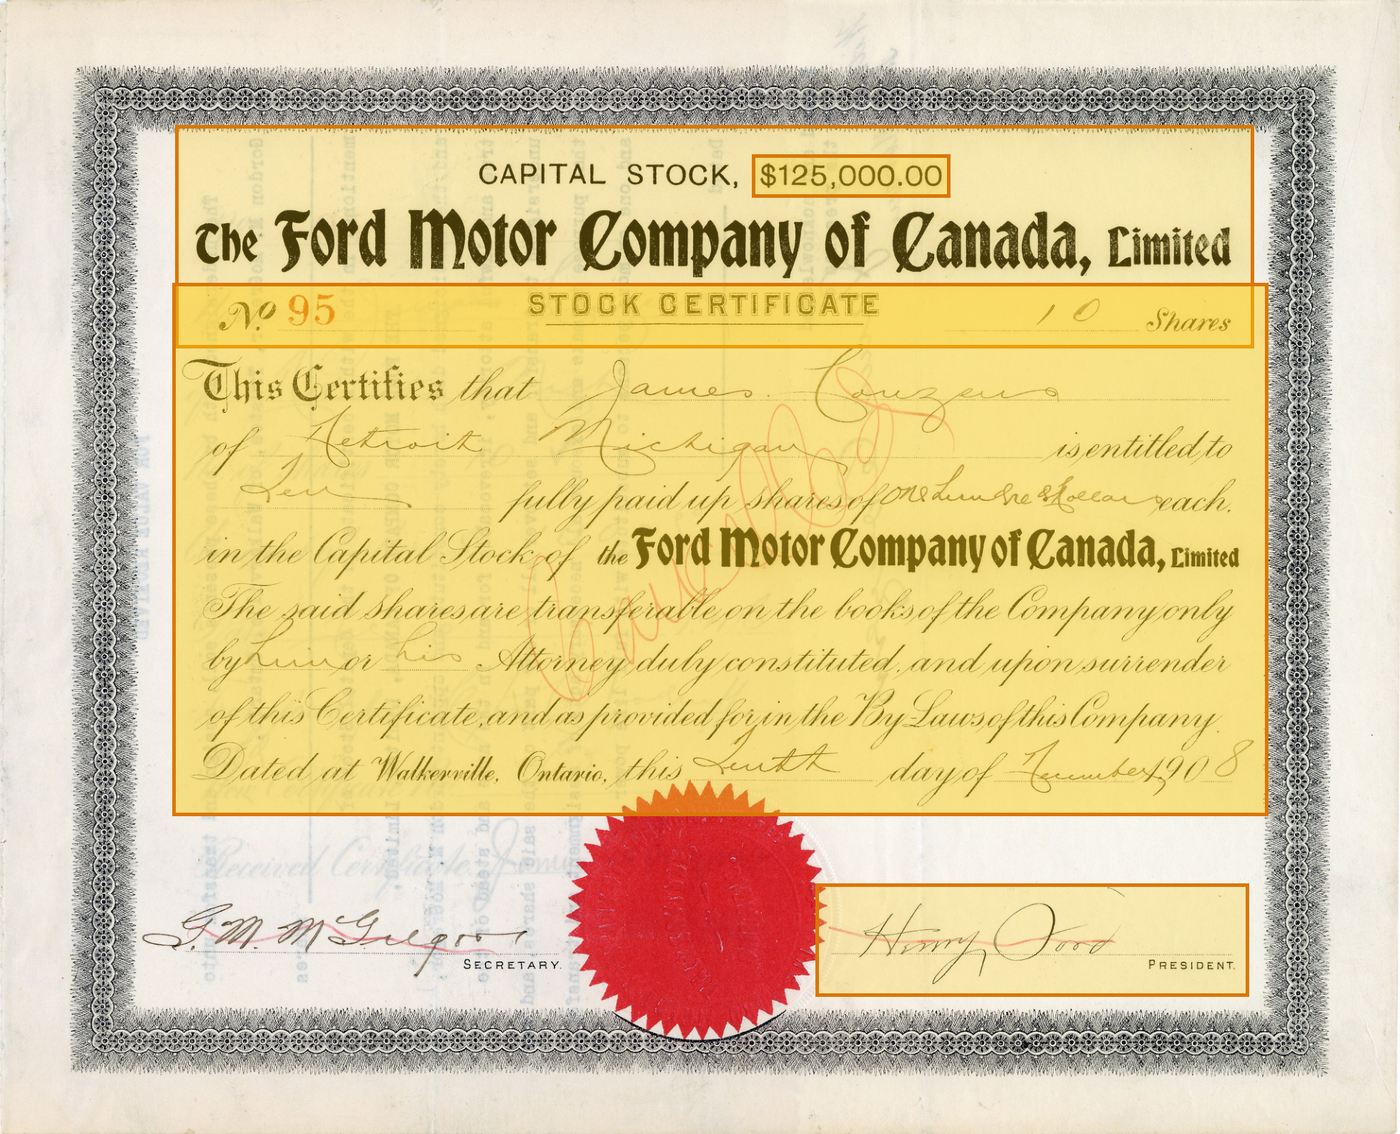 CAPITAL STOCK, $125,000.00
The Ford Motor Company of Canada, Limited
No. 95 STOCK CERTIFICATE 10 Shares
This Certifies that James Couzens
of Detroit Michigan is entitled to
Ten fully paid up shares of One Hundred Dollars each.
in the Capital Stock of the Ford Motor Company of Canada, Limited
The said shares are transferable on the books of the Company only
by him or his Attorney, duly constituted, and upon surrender
of this Certificate, and as provided for in the By-Laws of this Company.
Dated at Walkerville, Ontario, this Tenth day of November 1908
Cancelled
Received Certificate
G. M. McGregor
SECRETARY.
Henry Ford
PRESIDENT.